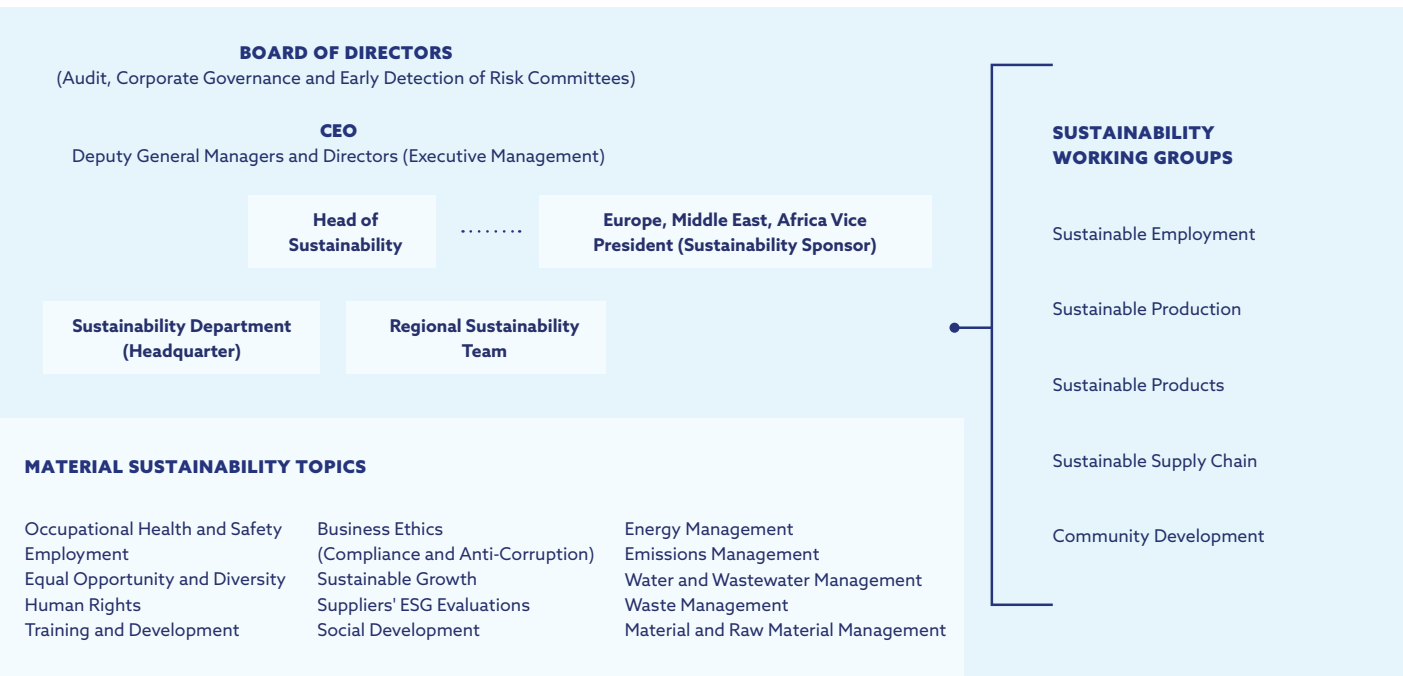 BOARD OF DIRECTORS
(Audit, Corporate Governance and Early Detection of Risk Committees)
CEO
Deputy General Managers and Directors (Executive Management)
Head of
Sustainability
Europe, Middle East, Africa Vice
President (Sustainability Sponsor)
Sustainability Department
(Headquarter)
Regional Sustainability
Team
MATERIAL SUSTAINABILITY TOPICS
Occupational Health and Safety
Employment
Equal Opportunity and Diversity
Human Rights
Training and Development
Business Ethics
(Compliance and Anti-Corruption)
Sustainable Growth
Suppliers' ESG Evaluations
Social Development
Energy Management
Emissions Management
Water and Wastewater Management
Waste Management
Material and Raw Material Management
SUSTAINABILITY
WORKING GROUPS
Sustainable Employment
Sustainable Production
Sustainable Products
Sustainable Supply Chain
Community Development